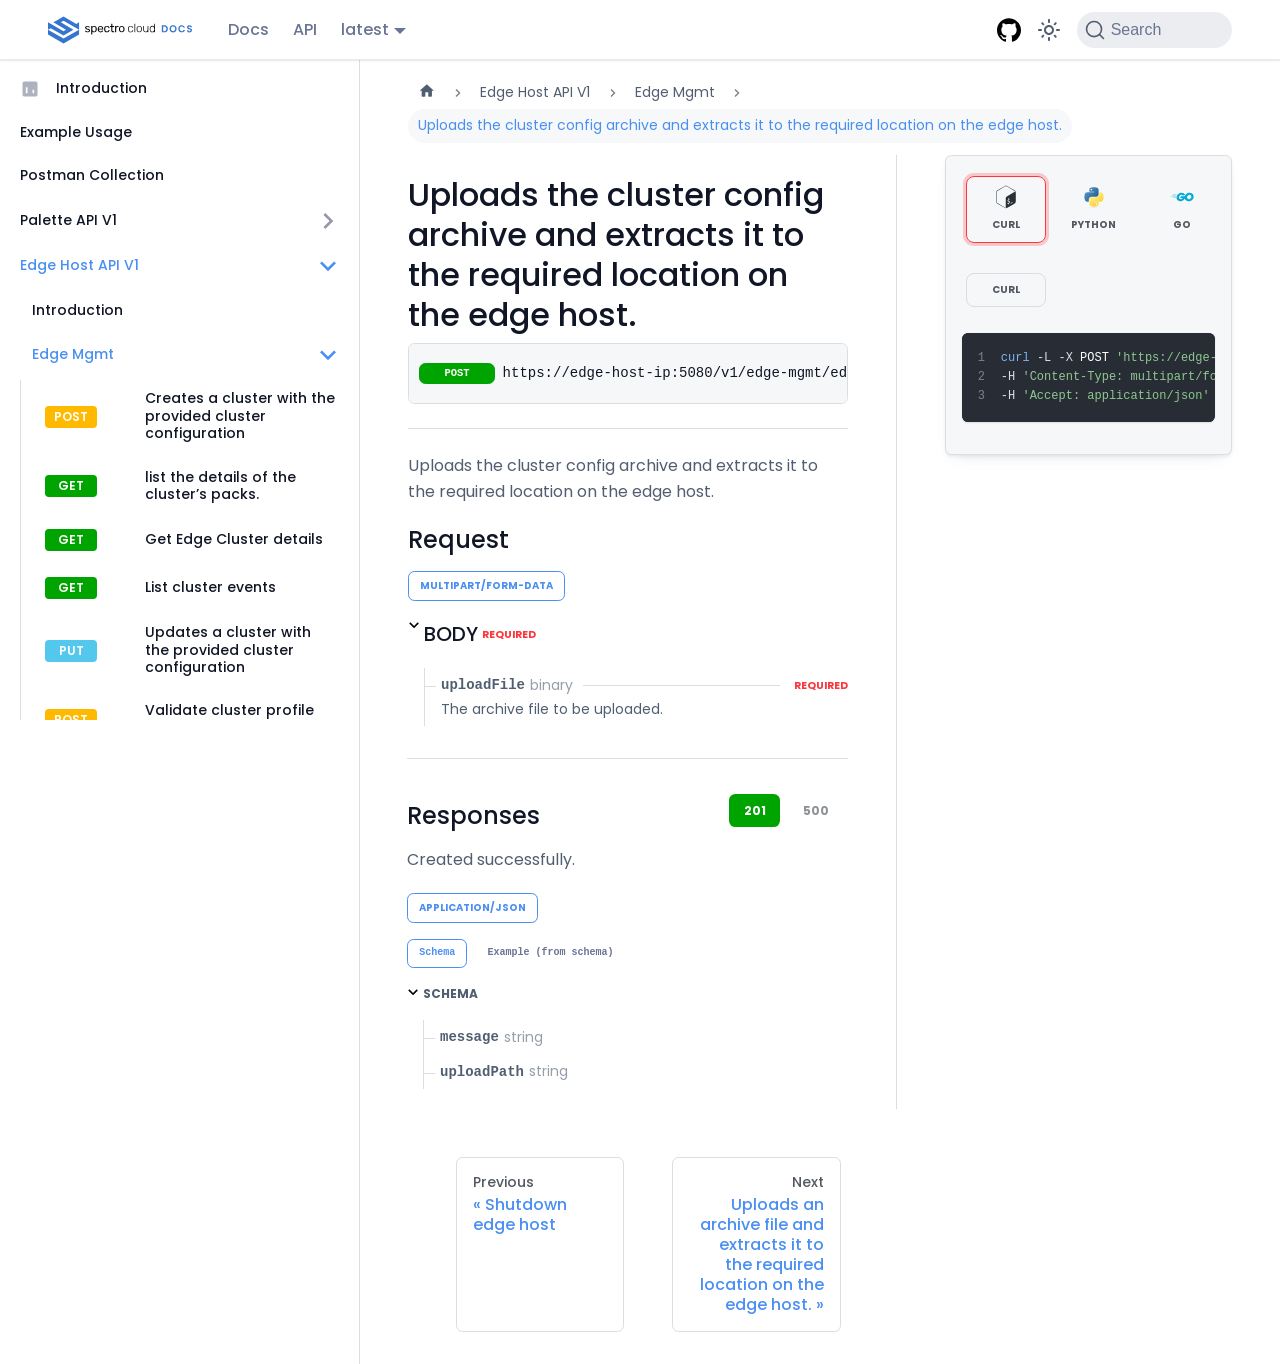 spectro cloud DOCS
Docs
API
latest
Search
Introduction
Example Usage
Postman Collection
Palette API V1
Edge Host API V1
Introduction
Edge Mgmt
POST
Creates a cluster with the
provided cluster
configuration
GET
list the details of the
cluster’s packs.
GET
Get Edge Cluster details
GET
List cluster events
PUT
Updates a cluster with
the provided cluster
configuration
POST
Validate cluster profile
Edge Host API V1
Edge Mgmt
Uploads the cluster config archive and extracts it to the required location on the edge host.
Uploads the cluster config
archive and extracts it to
the required location on
the edge host.
POST
https://edge-host-ip:5080/v1/edge-mgmt/ed
Uploads the cluster config archive and extracts it to
the required location on the edge host.
Request
MULTIPART/FORM-DATA
BODY REQUIRED
uploadFile binary
REQUIRED
The archive file to be uploaded.
Responses
201
500
Created successfully.
APPLICATION/JSON
Schema
Example (from schema)
SCHEMA
message string
uploadPath string
CURL
PYTHON
GO
CURL
1 curl -L -X POST 'https://edge-
2 -H 'Content-Type: multipart/fo
3 -H 'Accept: application/json'
Previous
« Shutdown
edge host
Next
Uploads an
archive file and
extracts it to
the required
location on the
edge host. »